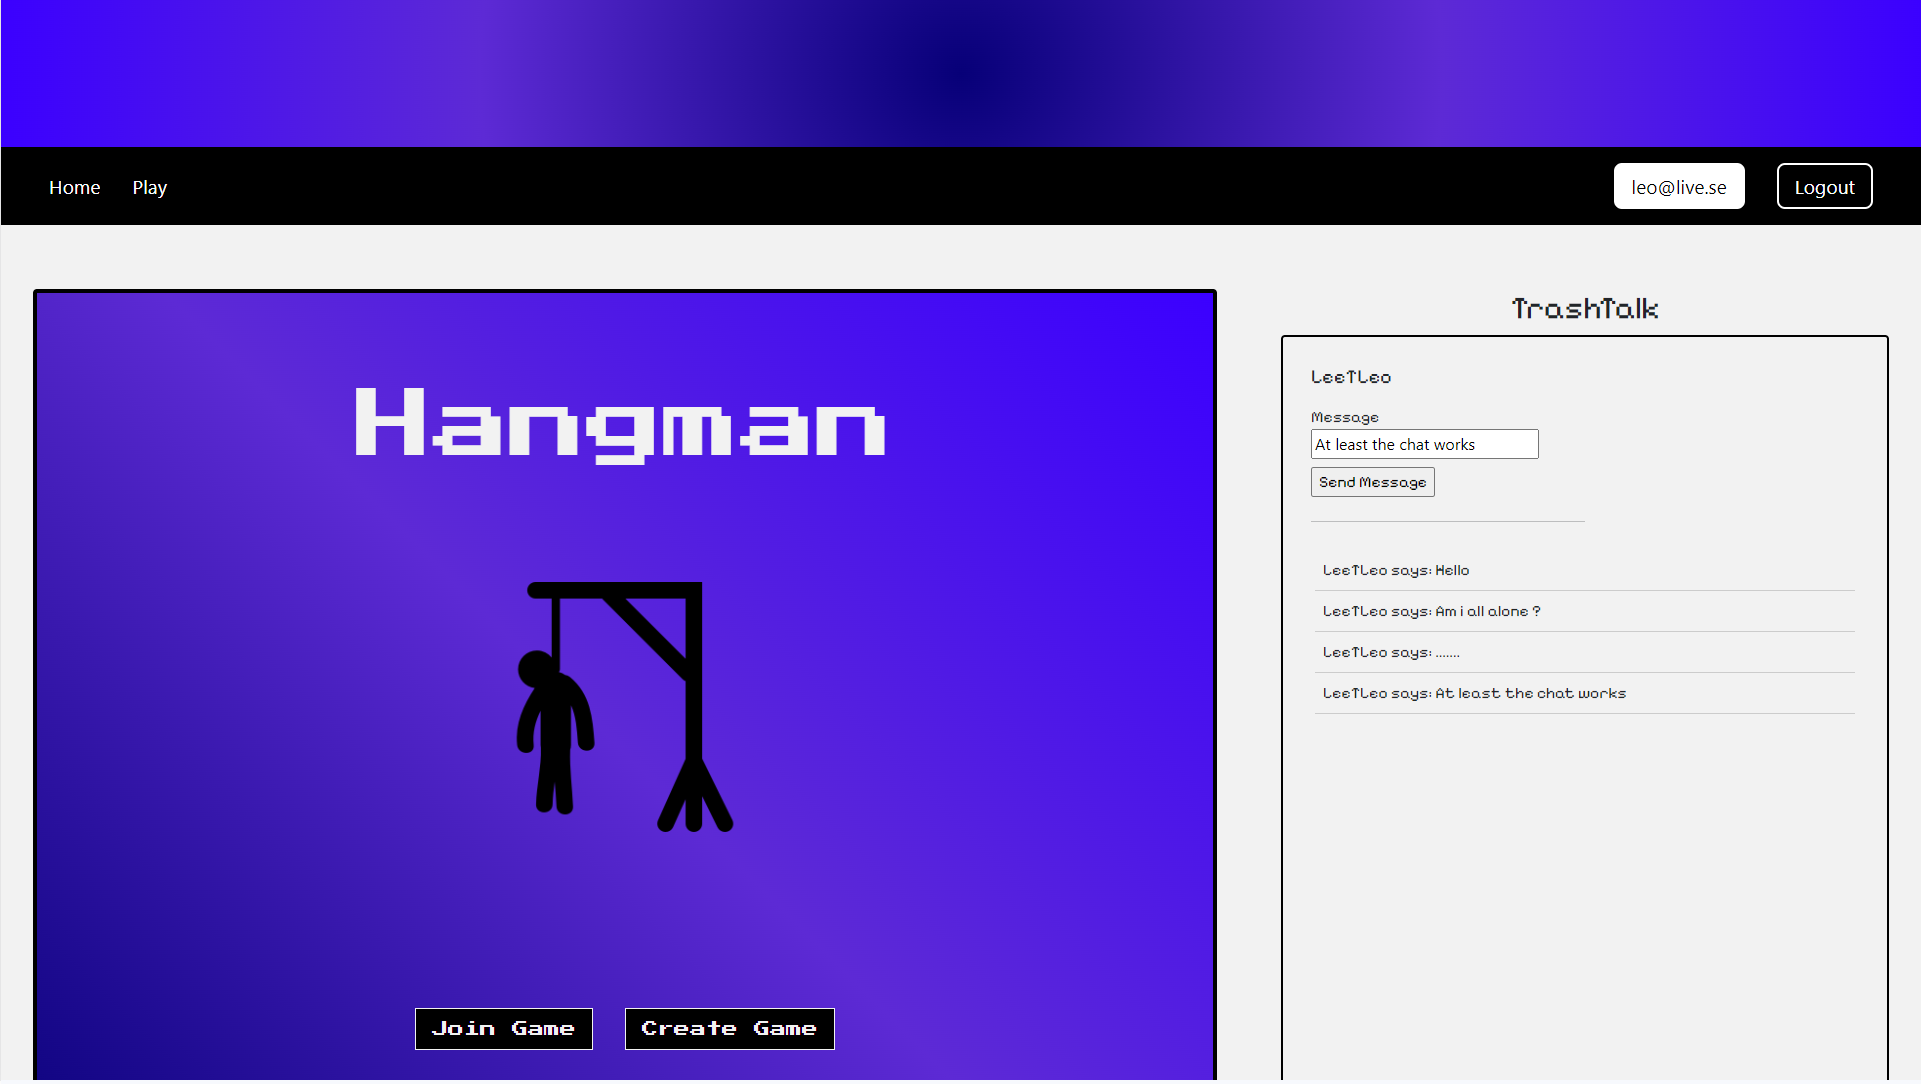 Home Play leo@live.se Logout
Hangman
Join Game Create Game
TrashTalk
LeeTLeo
Message
At least the chat works
Send Message
LeeTLeo says: Hello
LeeTLeo says: Am i all alone ?
LeeTLeo says: .......
LeeTLeo says: At least the chat works